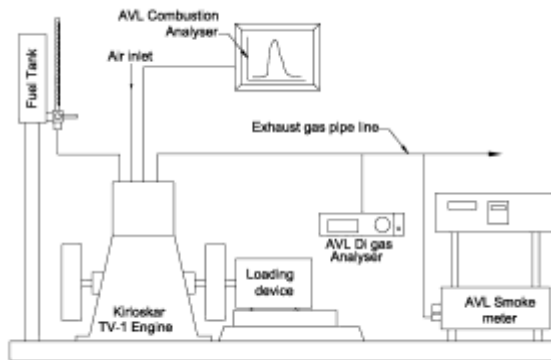 AVL Combustion
Analyser
Air inlet
Fuel Tank
Exhaust gas pipe line
AVL Di gas
Analyser
Loading
device
Kirloskar
TV-1 Engine
AVL Smoke
meter